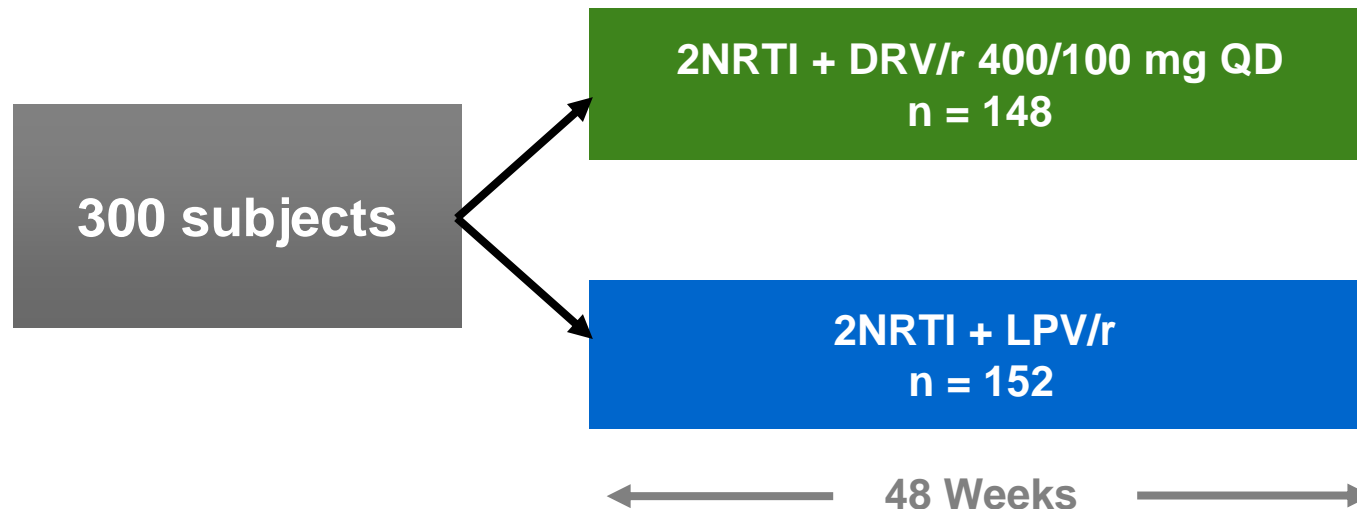 300 subjects
2NRTI + DRV/r 400/100 mg QD
n = 148
2NRTI + LPV/r
n = 152
48 Weeks